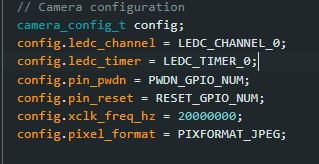 // Camera configuration
camera_config_t config;
config.ledc_channel = LEDC_CHANNEL_0;
config.ledc_timer = LEDC_TIMER_0;
config.pin_pwdn = PWDN_GPIO_NUM;
config.pin_reset = RESET_GPIO_NUM;
config.xclk_freq_hz = 20000000;
config.pixel_format = PIXFORMAT_JPEG;